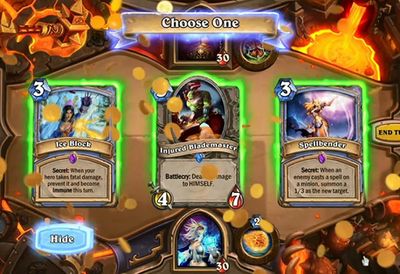 Choose One
30
3
Ice Block
Secret: When your
hero takes fatal damage,
prevent it and become
Immune this turn.
3
Injured Blademaster
Battlecry: damage
to HIMSELF.
4
7
3
Spellbender
Secret: When an
enemy casts a spell
on a minion, summon a
1/3 as the new target.
END
Hide
2
30